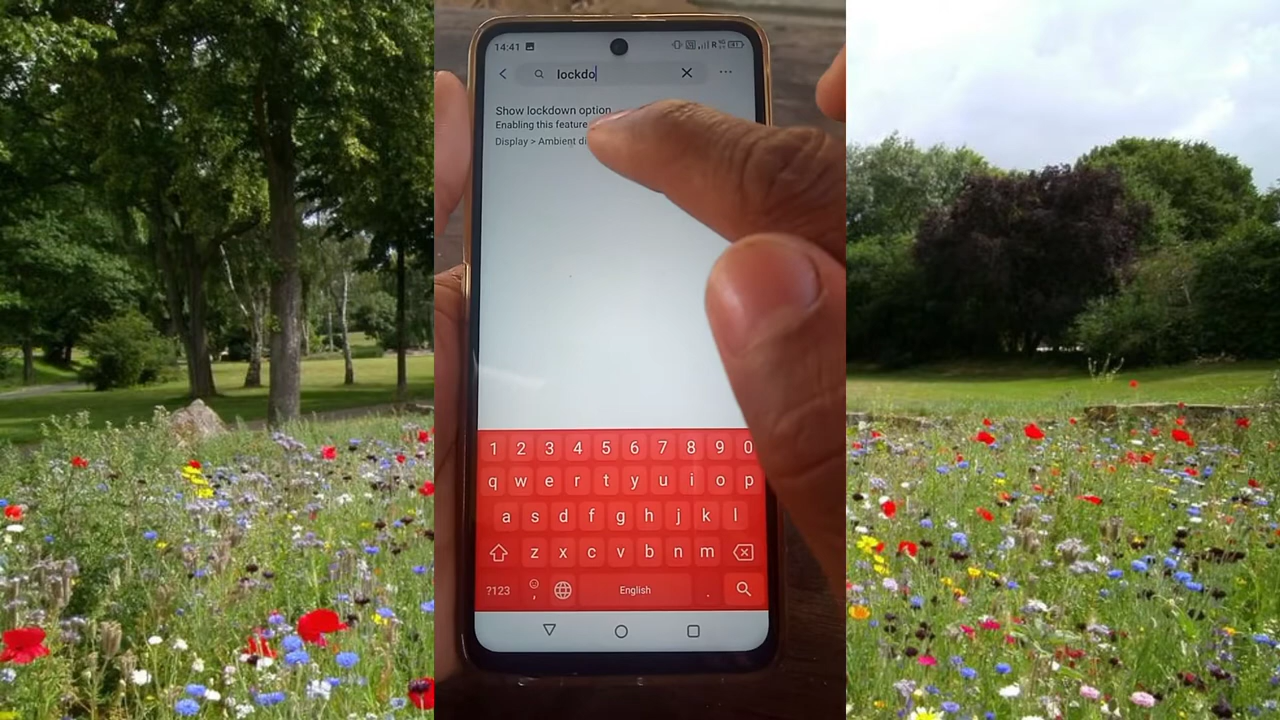 14:41
lockdo
Show lockdown option
Enabling this feature
Display > Ambient di
1 2 3 4 5 6 7 8 9 0
q w e r t y u i o p
a s d f g h j k l
z x c v b n m
?123 , English .